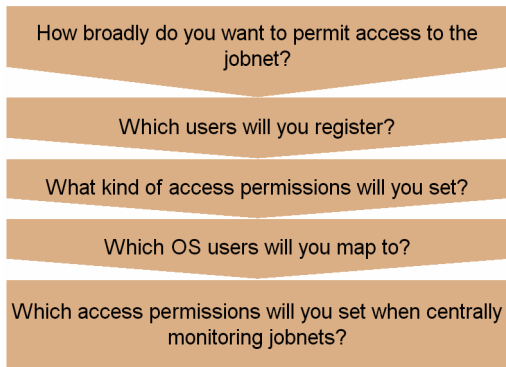 How broadly do you want to permit access to the
jobnet?
Which users will you register?
What kind of access permissions will you set?
Which OS users will you map to?
Which access permissions will you set when centrally
monitoring jobnets?